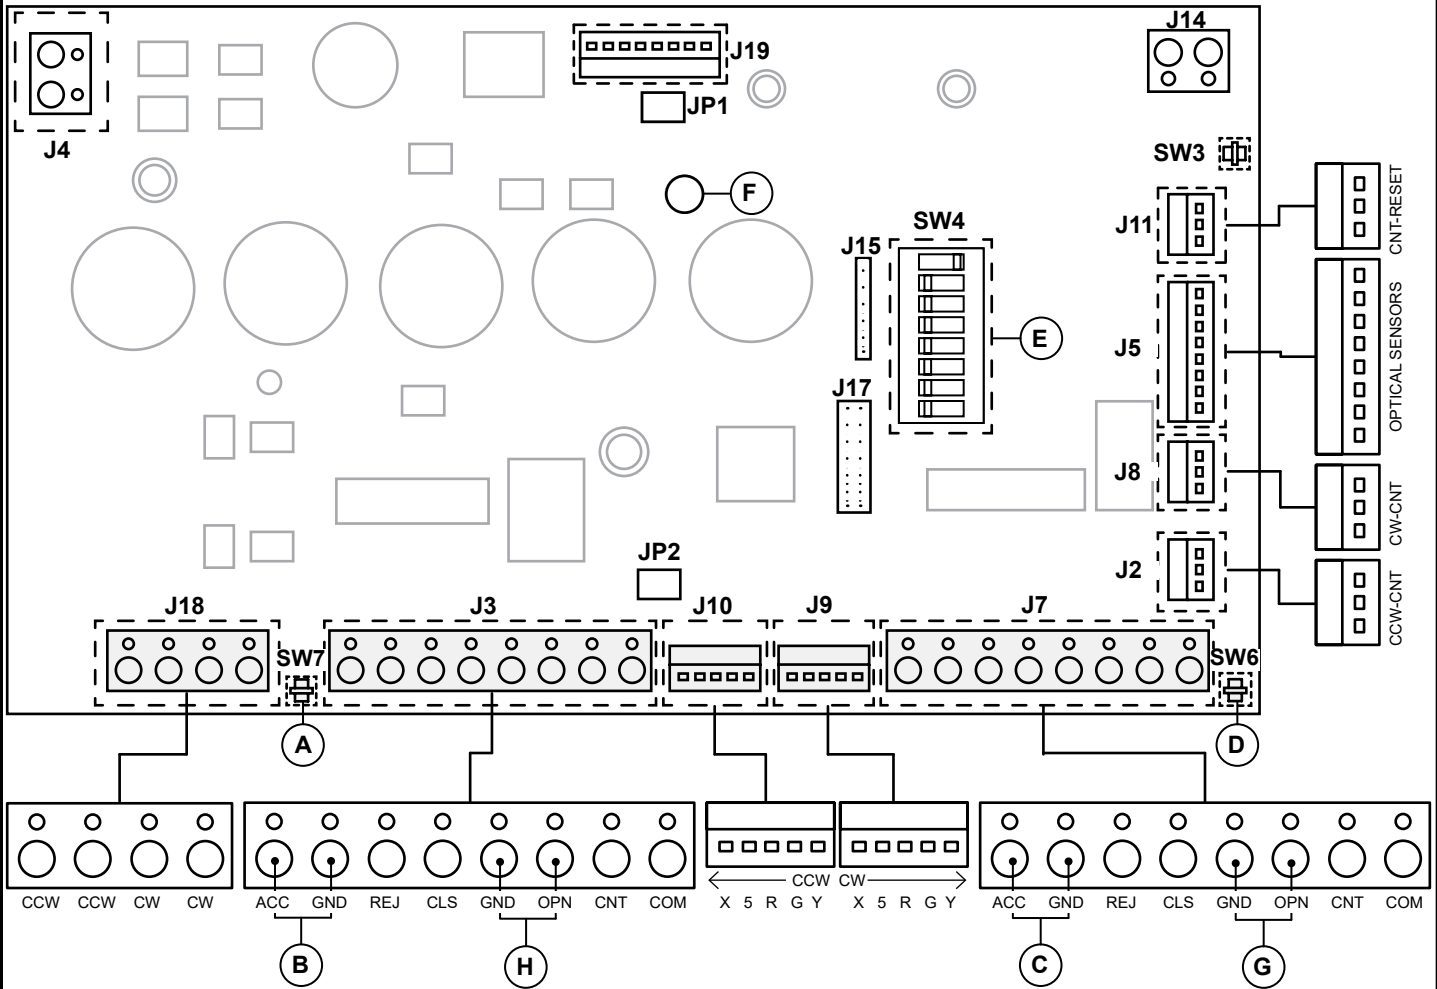 J14
J19
JP1
J4
SW3
F
SW4
J11
CNT-RESET
J15
E
J5
OPTICAL SENSORS
J17
J8
CW-CNT
JP2
J2
CCW-CNT
J18
J3
J10
J9
J7
SW7
SW6
A
D
CCW CW
CCW CCW CW CW
ACC GND REJ CLS GND OPN CNT COM
X 5 R G Y
X 5 R G Y
ACC GND REJ CLS GND OPN CNT COM
B
H
C
G